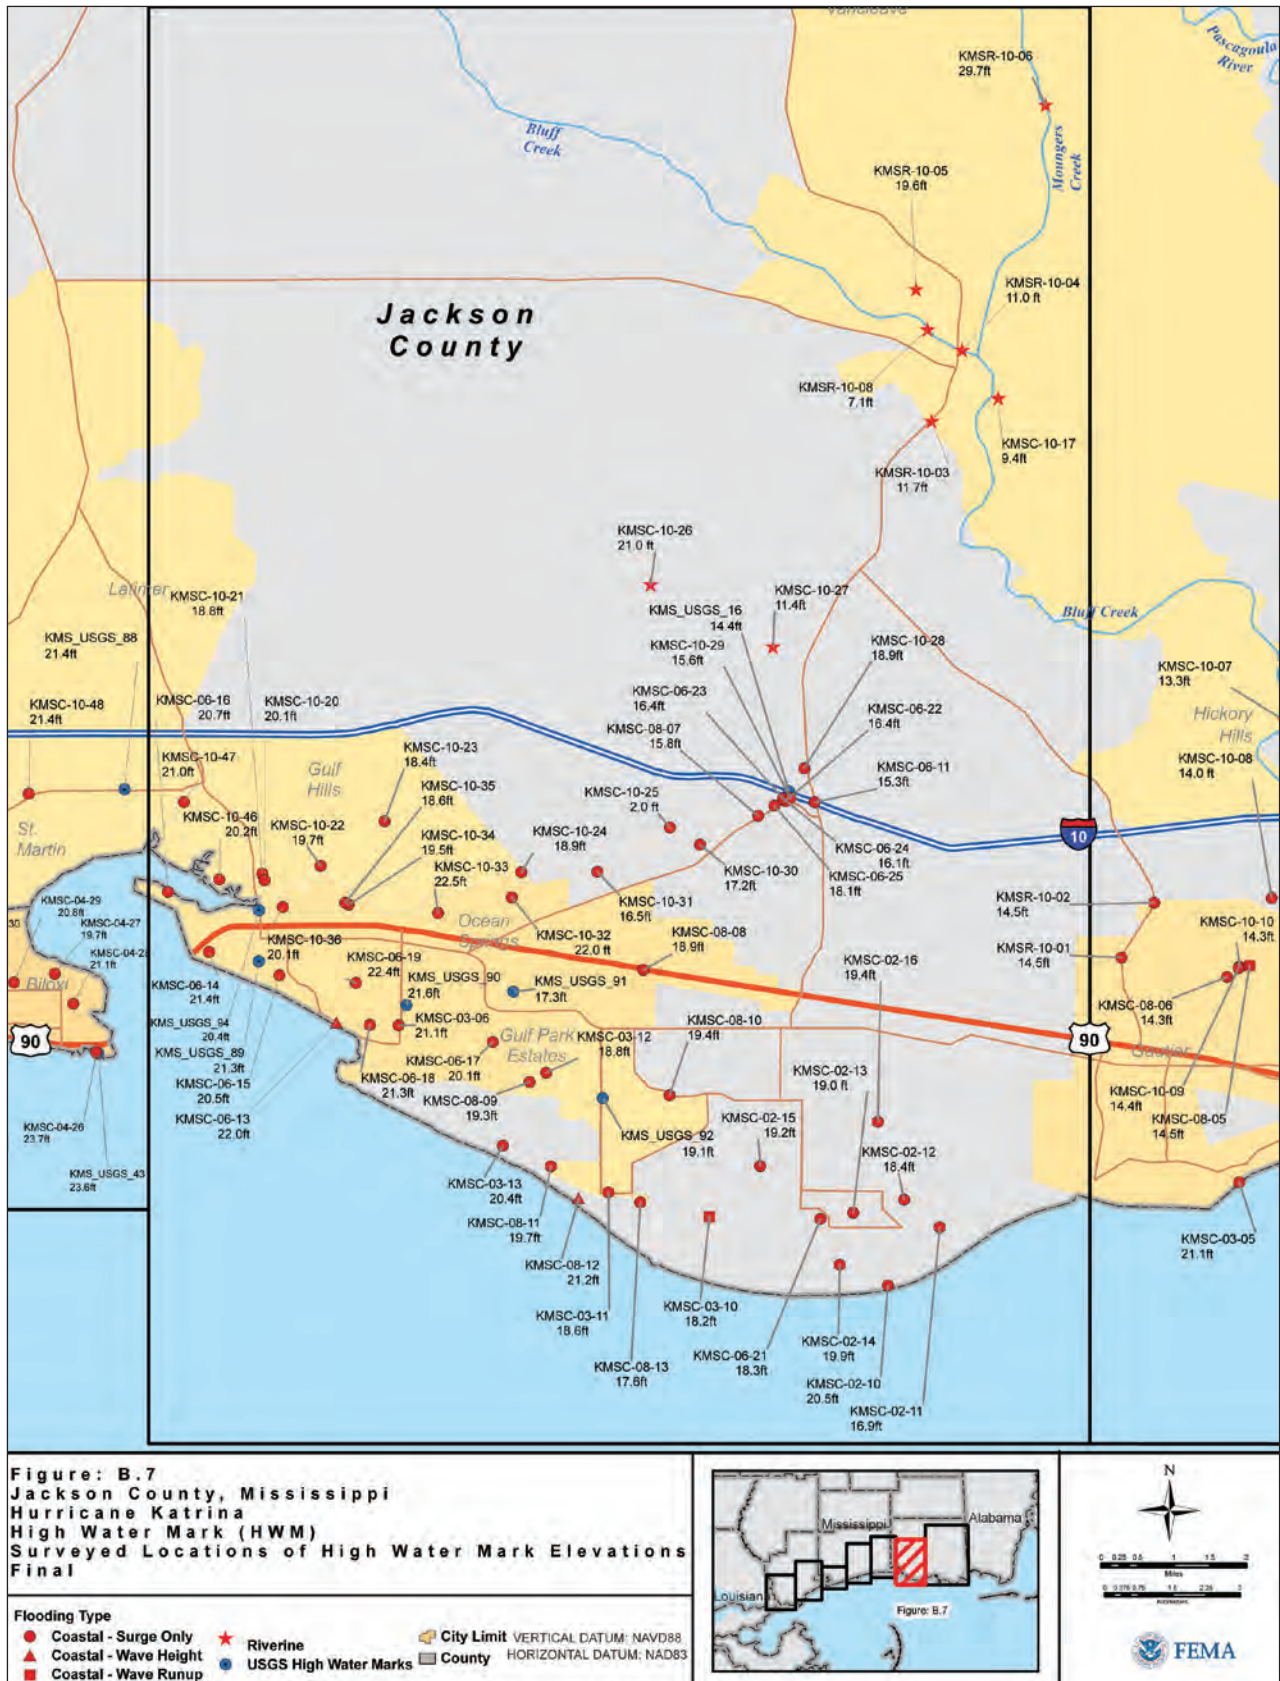 Vancleave
Pascagoula
River
KMSR-10-06
29.7ft
Bluff
Creek
Moungers
Creek
KMSR-10-05
19.6ft
KMSR-10-04
11.0 ft
Jackson
County
KMSR-10-08
7.1ft
KMSC-10-17
9.4ft
KMSR-10-03
11.7ft
KMSC-10-26
21.0 ft
Latimer
KMSC-10-21
18.8ft
KMSC-10-27
11.4ft
KMS_USGS_16
14.4ft
Bluff Creek
KMS_USGS_88
21.4ft
KMSC-10-29
15.6ft
KMSC-10-28
18.9ft
KMSC-10-07
13.3ft
KMSC-10-48
21.4ft
KMSC-06-16
20.7ft
KMSC-10-20
20.1ft
KMSC-06-23
16.4ft
KMSC-06-22
16.4ft
Hickory
Hills
KMSC-08-07
15.8ft
KMSC-10-47
21.0ft
KMSC-10-23
18.4ft
KMSC-06-11
15.3ft
KMSC-10-08
14.0 ft
Gulf
Hills
KMSC-10-35
18.6ft
KMSC-10-25
2.0 ft
KMSC-10-46
20.2ft
KMSC-10-22
19.7ft
KMSC-10-34
19.5ft
KMSC-10-24
18.9ft
St.
Martin
10
KMSC-06-24
16.1ft
KMSC-10-33
22.5ft
KMSC-10-30
17.2ft
KMSC-06-25
18.1ft
KMSC-04-29
20.6ft
KMSC-10-31
16.5ft
KMSR-10-02
14.5ft
30
KMSC-04-27
19.7ft
Ocean
Springs
KMSC-10-32
22.0 ft
KMSC-10-10
14.3ft
KMSC-04-28
21.1ft
KMSC-10-36
20.1ft
KMSC-06-19
22.4ft
KMSC-08-08
18.9ft
KMSC-02-16
19.4ft
KMSR-10-01
14.5ft
Biloxi
KMSC-06-14
21.4ft
KMS_USGS_90
21.6ft
KMS_USGS_91
17.3ft
KMSC-08-06
14.3ft
KMS_USGS_94
20.4ft
KMSC-03-06
21.1ft
KMSC-08-10
19.4ft
90
90
Gulf Park
Estates
KMSC-03-12
18.8ft
Gautier
KMS_USGS_89
21.3ft
KMSC-06-17
20.1ft
KMSC-02-13
19.0 ft
KMSC-06-15
20.5ft
KMSC-06-18
21.3ft
KMSC-08-09
19.3ft
KMSC-10-09
14.4ft
KMSC-06-13
22.0ft
KMSC-02-15
19.2ft
KMSC-08-05
14.5ft
KMSC-04-26
23.7ft
KMS_USGS_92
19.1ft
KMSC-02-12
18.4ft
KMS_USGS_43
23.6ft
KMSC-03-13
20.4ft
KMSC-08-11
19.7ft
KMSC-03-05
21.1ft
KMSC-08-12
21.2ft
KMSC-03-11
18.6ft
KMSC-03-10
18.2ft
KMSC-02-14
19.9ft
KMSC-06-21
18.3ft
KMSC-08-13
17.6ft
KMSC-02-10
20.5ft
KMSC-02-11
16.9ft
Figure: B.7
Jackson County, Mississippi
Hurricane Katrina
High Water Mark (HWM)
Surveyed Locations of High Water Mark Elevations
Final
Mississippi
Alabama
Louisian
Figure: B.7
N
0 0.25 0.5 1 1.5 2
Miles
Flooding Type
Coastal - Surge Only
Coastal - Wave Height
Coastal - Wave Runup
Riverine
USGS High Water Marks
City Limit
County
VERTICAL DATUM: NAVD88
HORIZONTAL DATUM: NAD83
FEMA